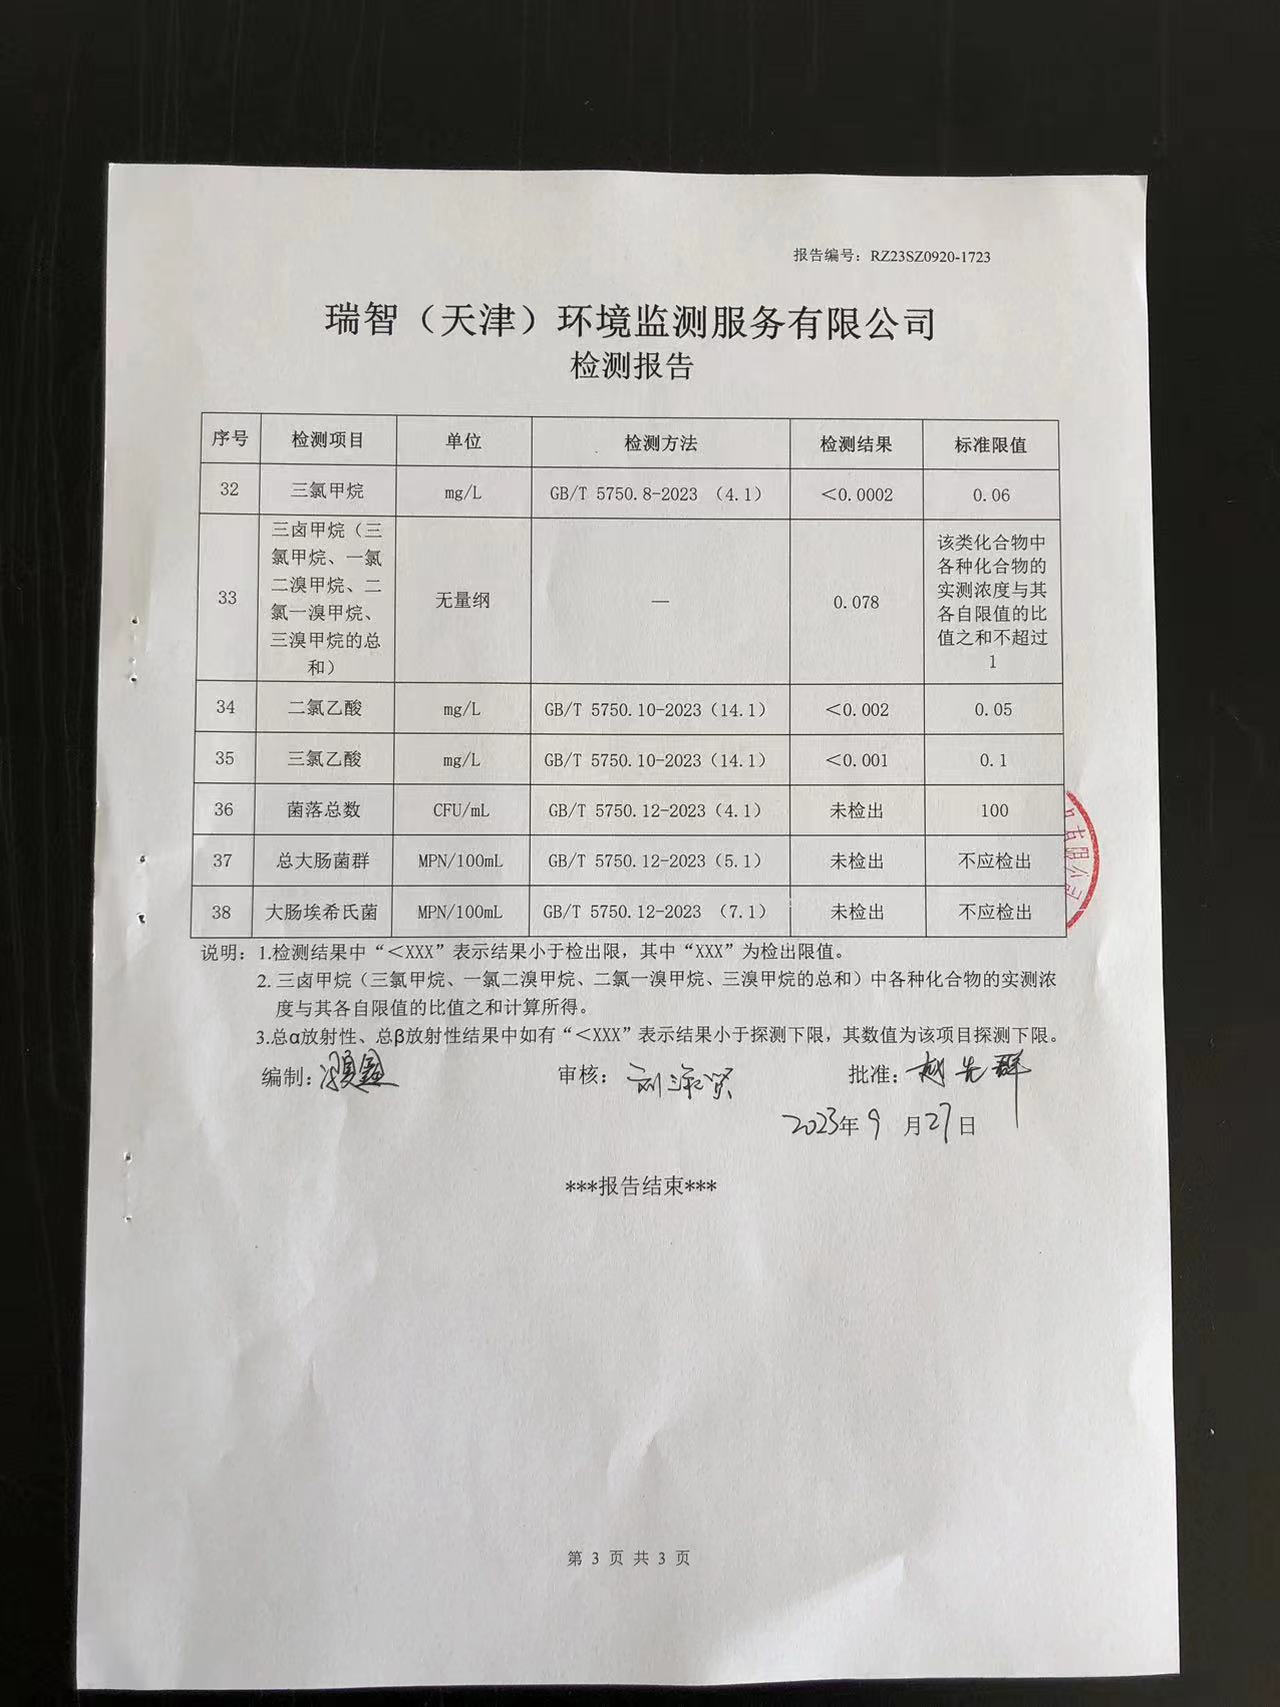 报告编号：RZ23SZ0920-1723
瑞智（天津）环境监测服务有限公司
检测报告
序号 检测项目 单位 检测方法 检测结果 标准限值
32 三氯甲烷 mg/L GB/T 5750.8-2023 （4.1） ＜0.0002 0.06
33 三卤甲烷（三
氯甲烷、一氯
二溴甲烷、二
氯一溴甲烷、
三溴甲烷的总
和） 无量纲 — 0.078 该类化合物中
各种化合物的
实测浓度与其
各自限值的比
值之和不超过
1
34 二氯乙酸 mg/L GB/T 5750.10-2023（14.1） ＜0.002 0.05
35 三氯乙酸 mg/L GB/T 5750.10-2023（14.1） ＜0.001 0.1
36 菌落总数 CFU/mL GB/T 5750.12-2023（4.1） 未检出 100
37 总大肠菌群 MPN/100mL GB/T 5750.12-2023（5.1） 未检出 不应检出
38 大肠埃希氏菌 MPN/100mL GB/T 5750.12-2023 （7.1） 未检出 不应检出
有限公司
说明：1.检测结果中“＜XXX”表示结果小于检出限，其中“XXX”为检出限值。
2. 三卤甲烷（三氯甲烷、一氯二溴甲烷、二氯一溴甲烷、三溴甲烷的总和）中各种化合物的实测浓
度与其各自限值的比值之和计算所得。
3.总α放射性、总β放射性结果中如有“＜XXX”表示结果小于探测下限，其数值为该项目探测下限。
编制： 审核： 批准：赵先群
2023年9月27日
***报告结束***
第 3 页 共 3 页